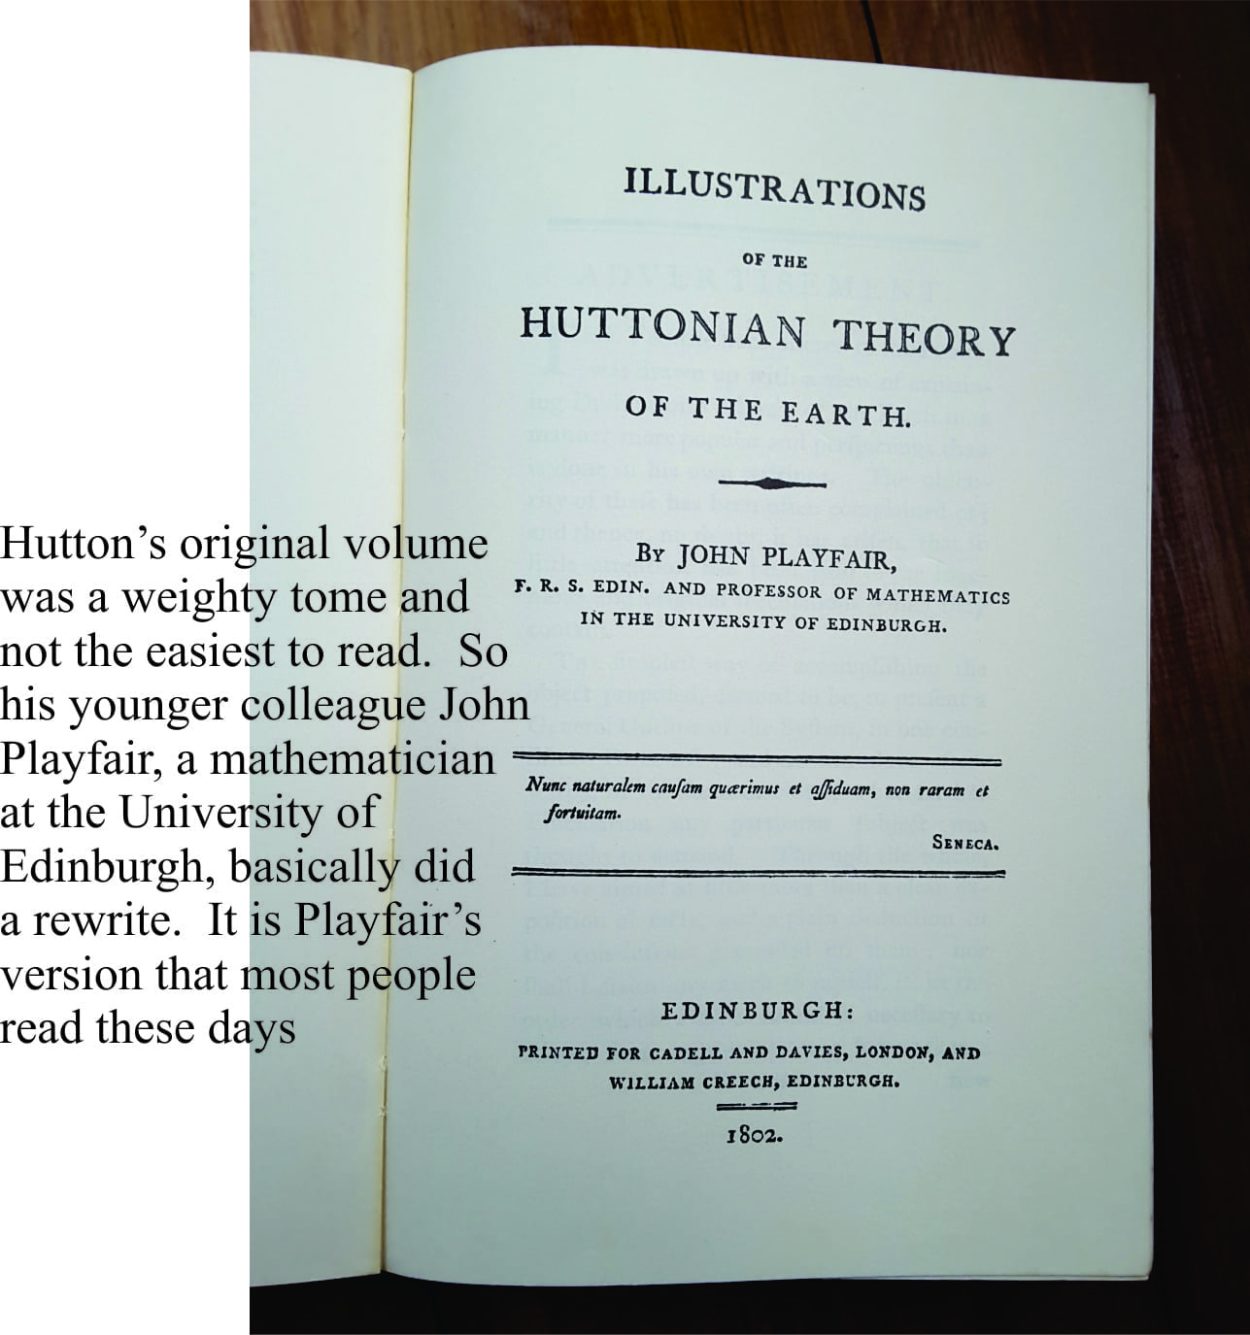 ILLUSTRATIONS
OF THE
HUTTONIAN THEORY
OF THE EARTH.
By JOHN PLAYFAIR,
F. R. S. EDIN. AND PROFESSOR OF MATHEMATICS
IN THE UNIVERSITY OF EDINBURGH.
Nunc naturalem cauſam quærimus et aſſiduam, non raram et
fortuitam.
SENECA.
EDINBURGH:
PRINTED FOR CADELL AND DAVIES, LONDON, AND
WILLIAM CREECH, EDINBURGH.
1802.
Hutton’s original volume
was a weighty tome and
not the easiest to read.  So
his younger colleague John
Playfair, a mathematician
at the University of
Edinburgh, basically did
a rewrite.  It is Playfair’s
version that most people
read these days
ADVERTISEMENT